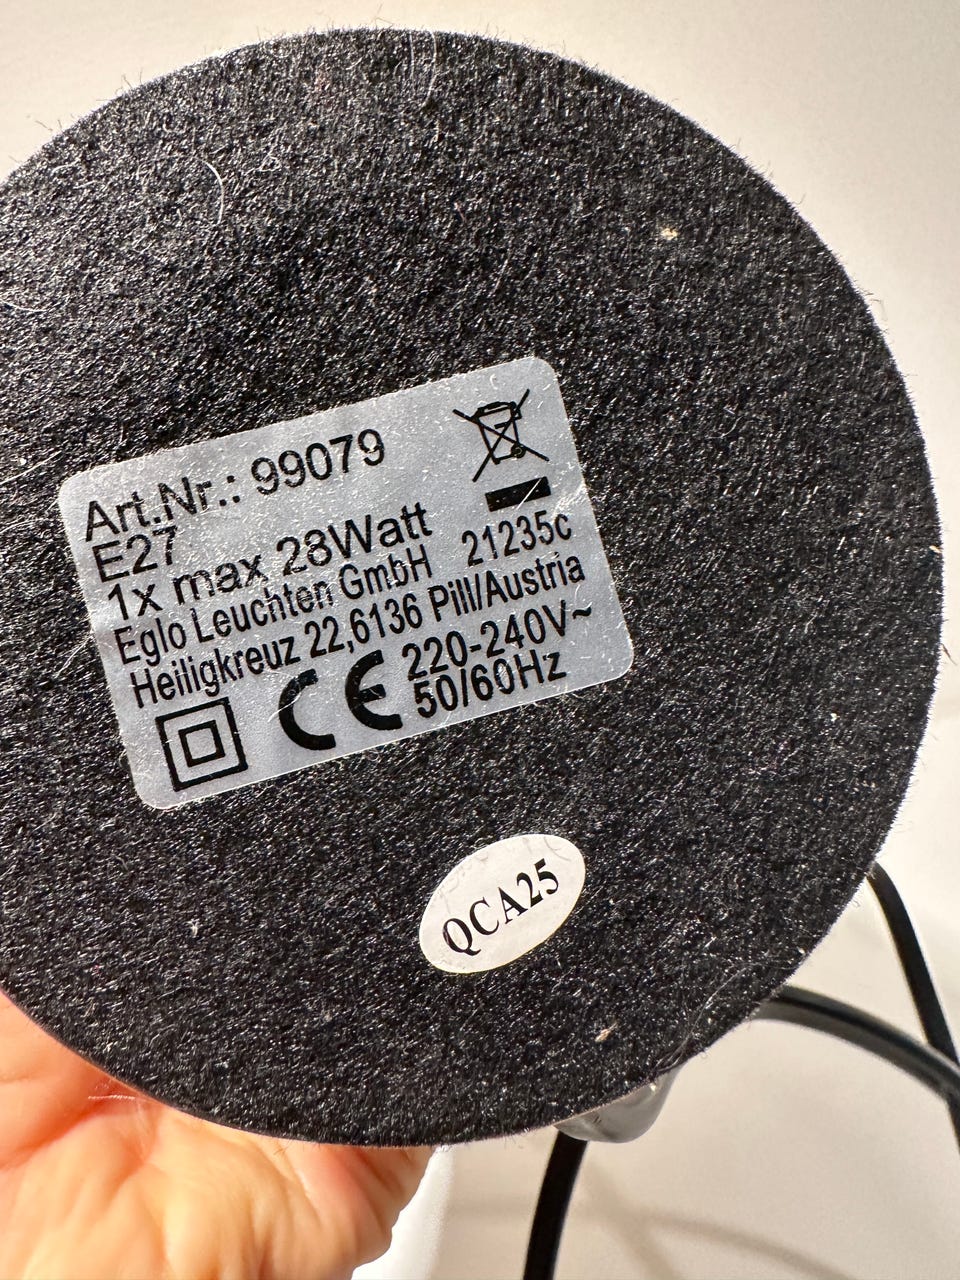 Art.Nr.: 99079
E27
1x max 28Watt
Eglo Leuchten GmbH 21235c
Heiligkreuz 22,6136 Pill/Austria
CE 220-240V~
50/60Hz
QCA25